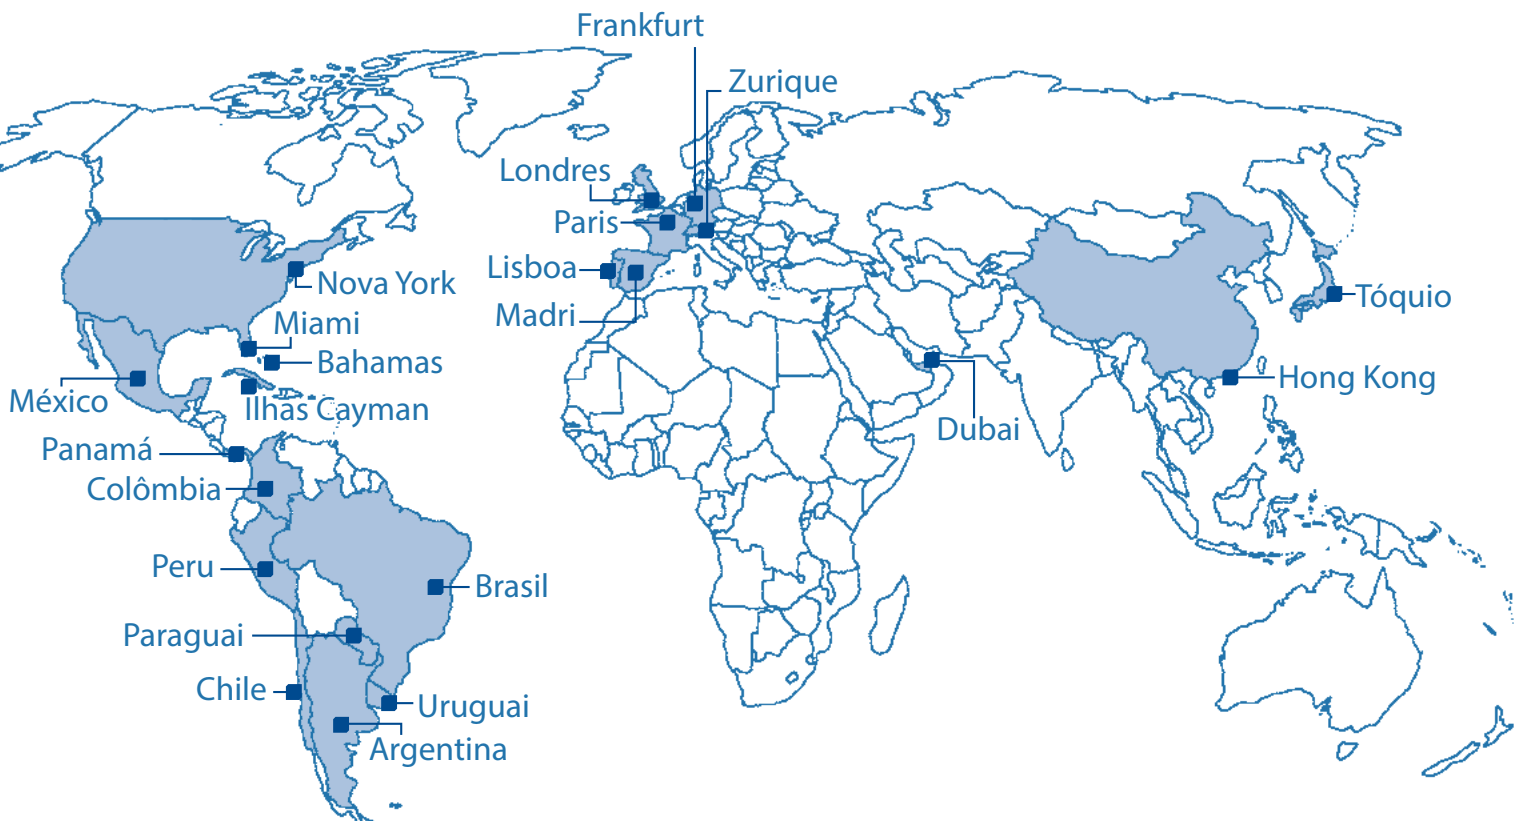 Frankfurt
Zurique
Londres
Paris
Lisboa
Madri
Nova York
Miami
Bahamas
México
Ilhas Cayman
Panamá
Colômbia
Peru
Brasil
Paraguai
Chile
Uruguai
Argentina
Tóquio
Hong Kong
Dubai